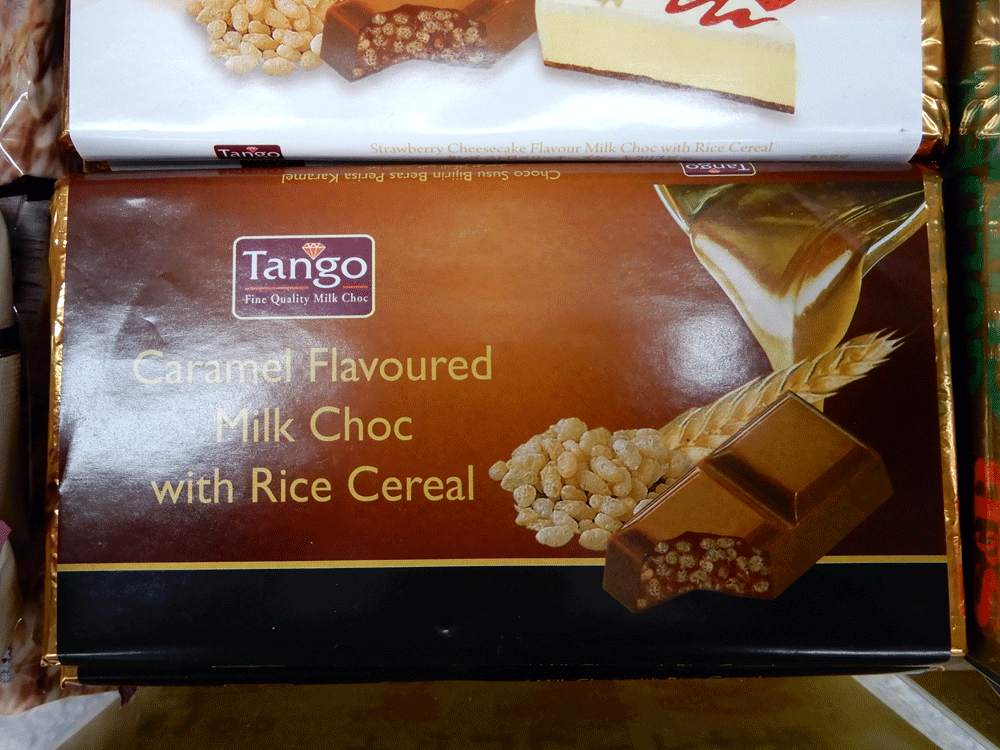 Tango
Strawberry Cheesecake Flavour Milk Choc with Rice Cereal
Tango
Choco Susu Bijirin Beras Perisa Karamel
Tango
Fine Quality Milk Choc
Caramel Flavoured
Milk Choc
with Rice Cereal